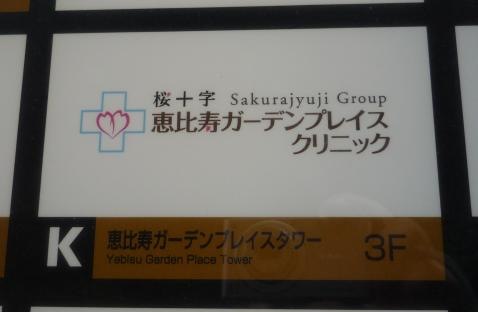 桜十字 Sakurajyuji Group
恵比寿ガーデンプレイス
クリニック
K 恵比寿ガーデンプレイスタワー 3F
Yebisu Garden Place Tower